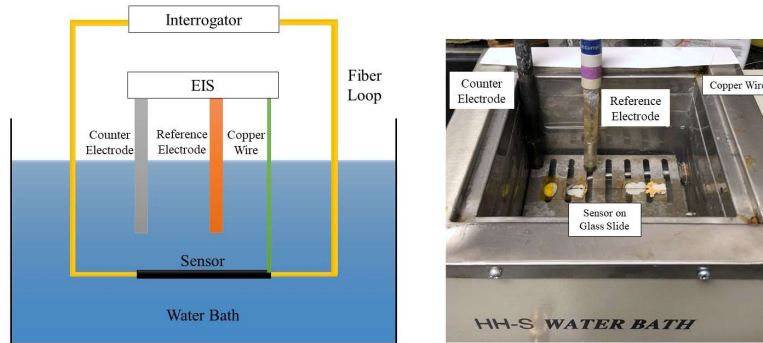 Interrogator
EIS
Fiber
Loop
Counter
Electrode
Reference
Electrode
Copper
Wire
Sensor
Water Bath
Counter
Electrode
Reference
Electrode
Copper Wire
Sensor on
Glass Slide
HH-S WATER BATH